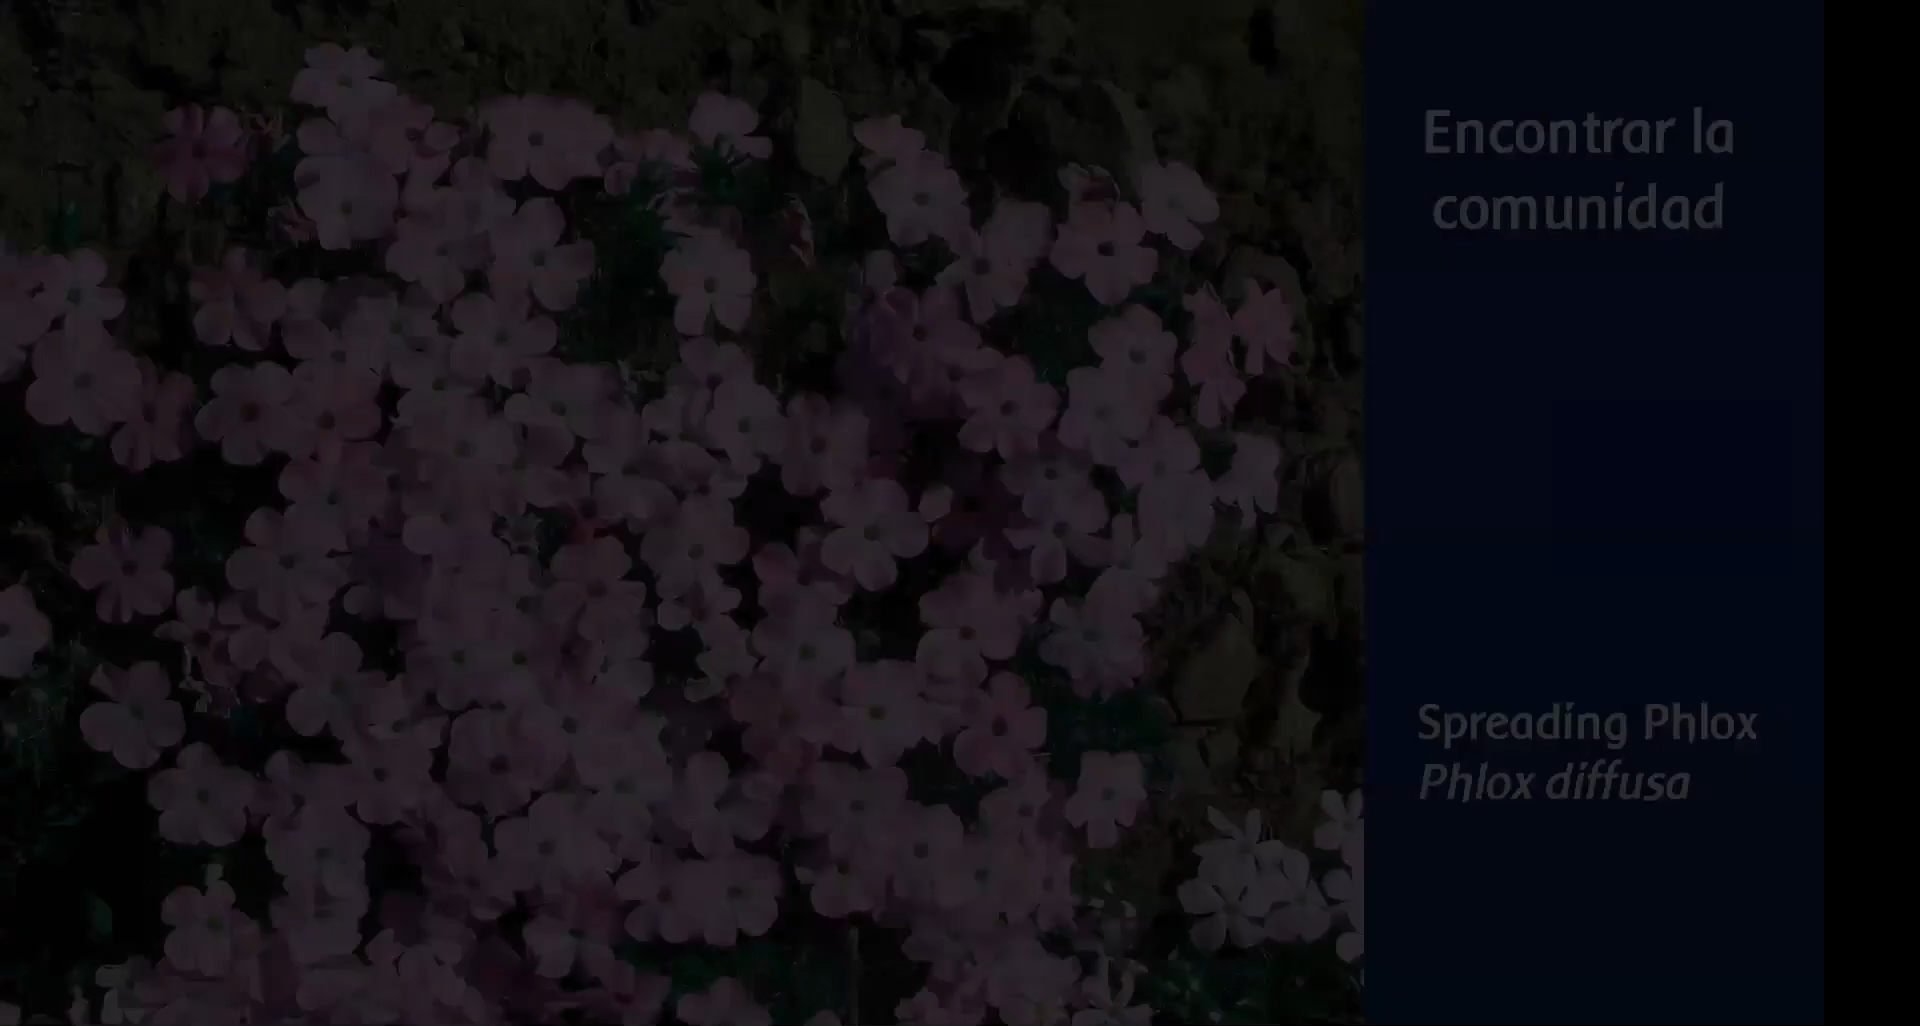 Encontrar la
comunidad
Spreading Phlox
Phlox diffusa